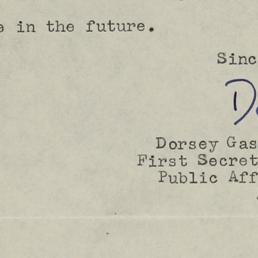 e in the future.
Sinc
D
Dorsey Gas
First Secret
Public Aff